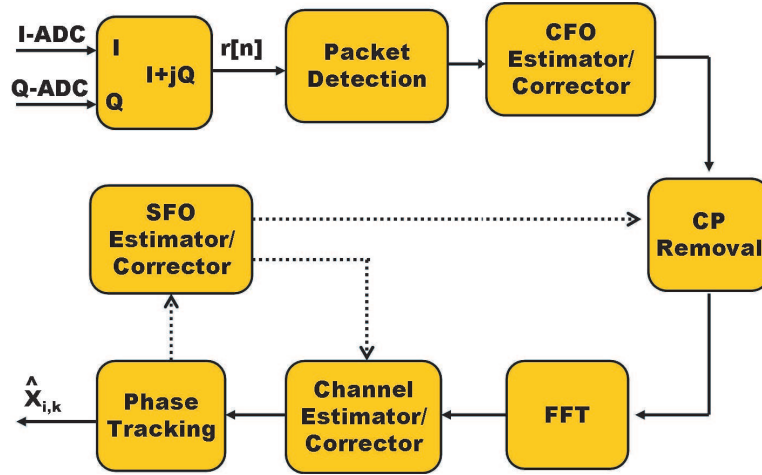 I-ADC
I
Q-ADC
Q
I+jQ
r[n]
Packet
Detection
CFO
Estimator/
Corrector
SFO
Estimator/
Corrector
CP
Removal
X̂i,k
Phase
Tracking
Channel
Estimator/
Corrector
FFT